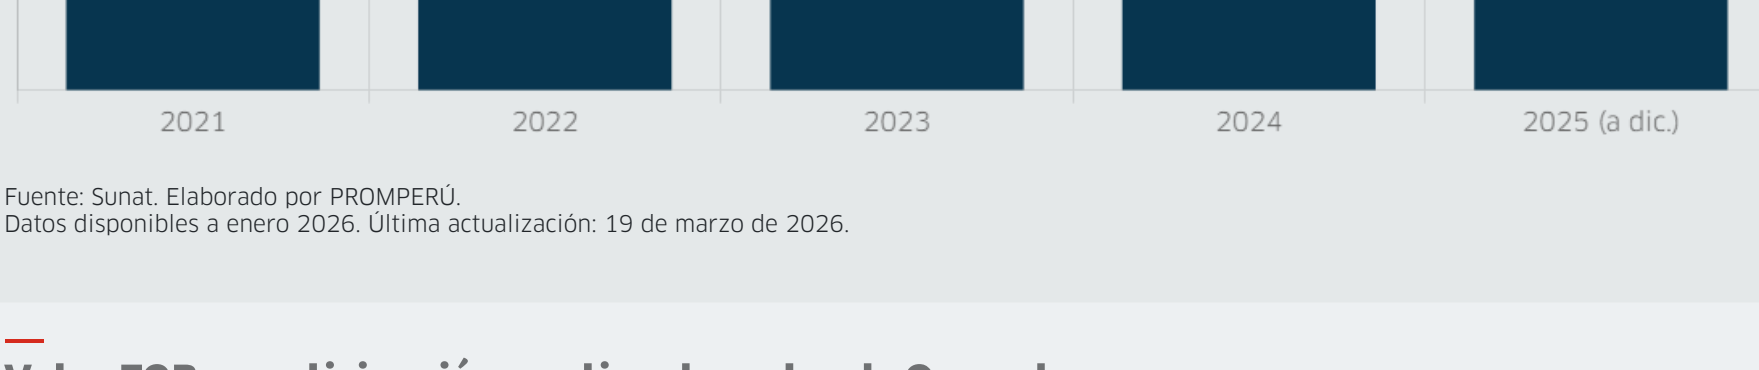 2021 2022 2023 2024 2025 (a dic.)
Fuente: Sunat. Elaborado por PROMPERÚ.
Datos disponibles a enero 2026. Última actualización: 19 de marzo de 2026.